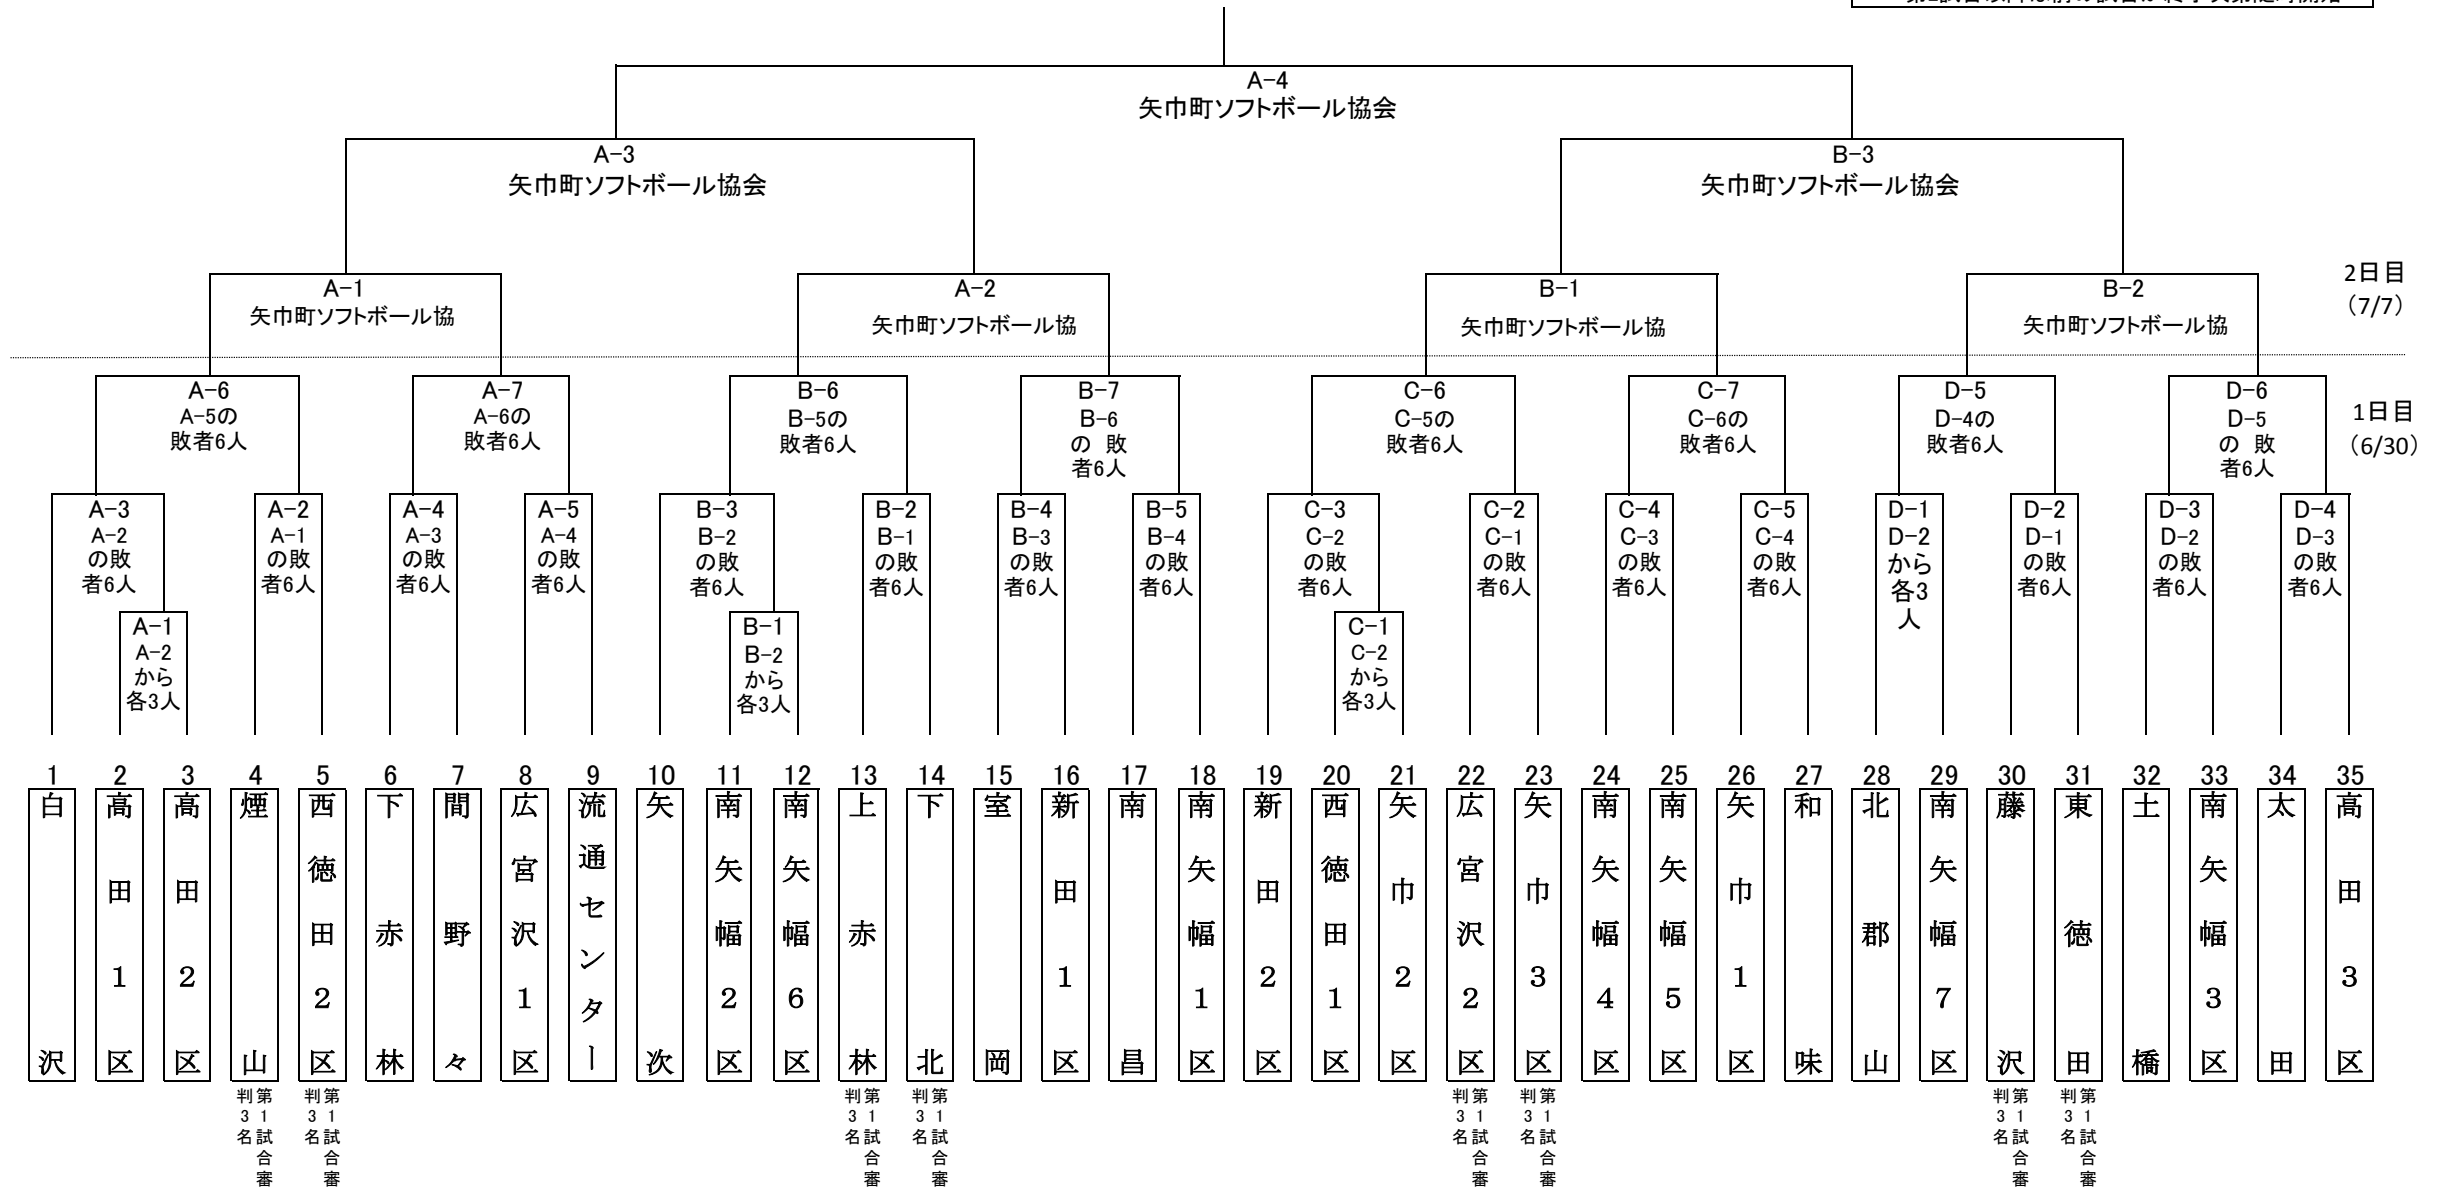 A-4
矢巾町ソフトボール協会
A-3
矢巾町ソフトボール協会
B-3
矢巾町ソフトボール協会
A-1
矢巾町ソフトボール協
A-2
矢巾町ソフトボール協
B-1
矢巾町ソフトボール協
B-2
矢巾町ソフトボール協
2日目
(7/7)
A-6
A-5の
敗者6人
A-7
A-6の
敗者6人
B-6
B-5の
敗者6人
B-7
B-6
の 敗
者6人
C-6
C-5の
敗者6人
C-7
C-6の
敗者6人
D-5
D-4の
敗者6人
D-6
D-5
の 敗
者6人
1日目
(6/30)
A-3
A-2
の敗
者6人
A-2
A-1
の敗
者6人
A-4
A-3
の敗
者6人
A-5
A-4
の敗
者6人
B-3
B-2
の敗
者6人
B-2
B-1
の敗
者6人
B-4
B-3
の敗
者6人
B-5
B-4
の敗
者6人
C-3
C-2
の敗
者6人
C-2
C-1
の敗
者6人
C-4
C-3
の敗
者6人
C-5
C-4
の敗
者6人
D-1
D-2
から
各3
人
D-2
D-1
の敗
者6人
D-3
D-2
の敗
者6人
D-4
D-3
の敗
者6人
A-1
A-2
から
各3人
B-1
B-2
から
各3人
C-1
C-2
から
各3人
1 2 3 4 5 6 7 8 9 10 11 12 13 14 15 16 17 18 19 20 21 22 23 24 25 26 27 28 29 30 31 32 33 34 35
白沢
高田1区
高田2区
煙山
西徳田2区
下赤林
間野々
広宮沢1区
流通センター
矢次
南矢幅2区
南矢幅6区
上赤林
下北
室岡
新田1区
南昌
南矢幅1区
新田2区
西徳田1区
矢巾2区
広宮沢2区
矢巾3区
南矢幅4区
南矢幅5区
矢巾1区
和味
北郡山
南矢幅7区
藤沢
東徳田
土橋
南矢幅3区
太田
高田3区
第1試合審
判3名
第1試合審
判3名
第1試合審
判3名
第1試合審
判3名
第1試合審
判3名
第1試合審
判3名
第1試合審
判3名
第1試合審
判3名